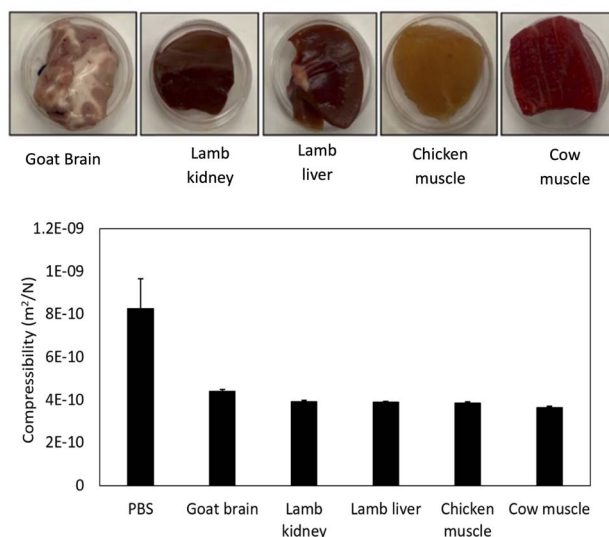 Goat Brain
Lamb
kidney
Lamb
liver
Chicken
muscle
Cow
muscle
Compressibility (m²/N)
1.2E-09
1E-09
8E-10
6E-10
4E-10
2E-10
0
PBS
Goat brain
Lamb
kidney
Lamb liver
Chicken
muscle
Cow muscle